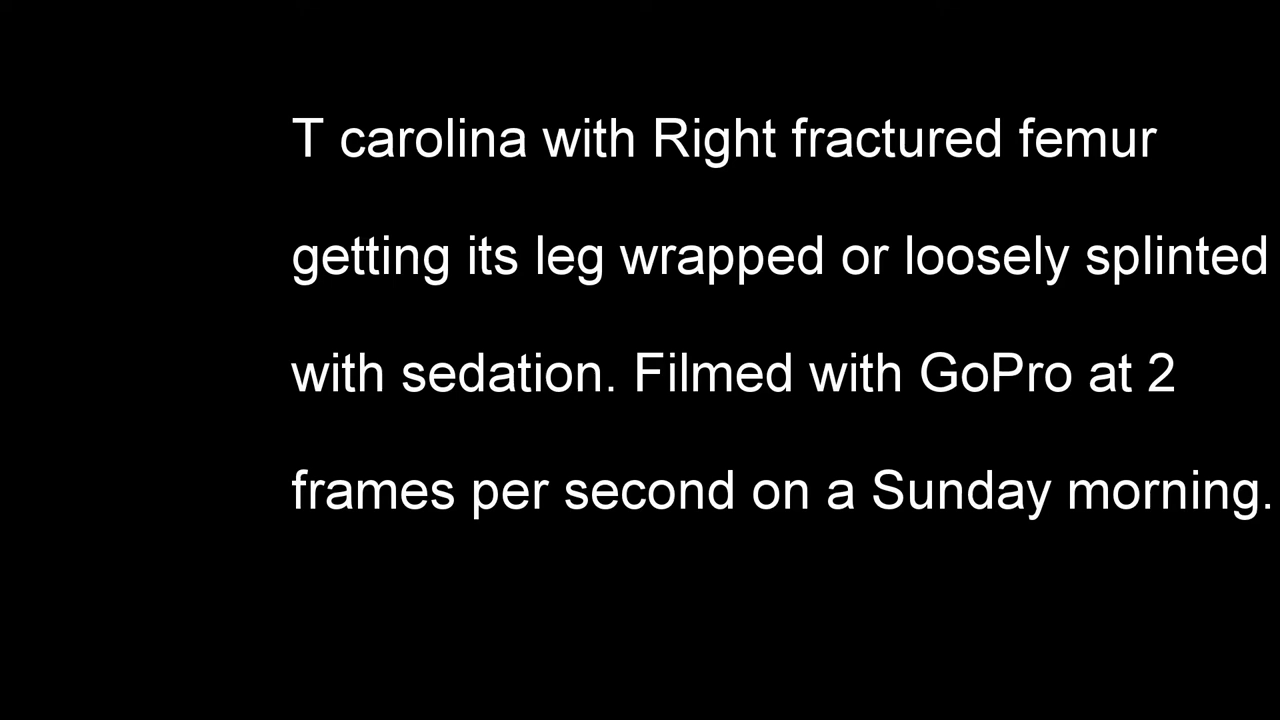 T carolina with Right fractured femur
getting its leg wrapped or loosely splinted
with sedation. Filmed with GoPro at 2
frames per second on a Sunday morning.